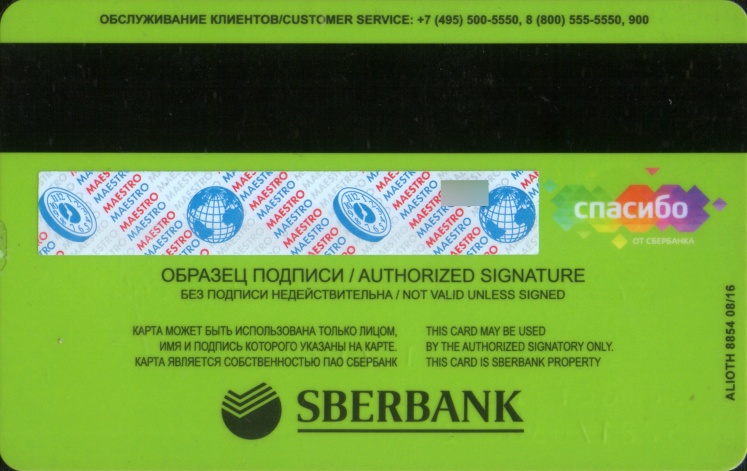 ОБСЛУЖИВАНИЕ КЛИЕНТОВ/CUSTOMER SERVICE: +7 (495) 500-5550, 8 (800) 555-5550, 900
MAESTRO
спасибо
ОТ СБЕРБАНКА
ОБРАЗЕЦ ПОДПИСИ / AUTHORIZED SIGNATURE
БЕЗ ПОДПИСИ НЕДЕЙСТВИТЕЛЬНА / NOT VALID UNLESS SIGNED
КАРТА МОЖЕТ БЫТЬ ИСПОЛЬЗОВАНА ТОЛЬКО ЛИЦОМ,
ИМЯ И ПОДПИСЬ КОТОРОГО УКАЗАНЫ НА КАРТЕ.
КАРТА ЯВЛЯЕТСЯ СОБСТВЕННОСТЬЮ ПАО СБЕРБАНК
THIS CARD MAY BE USED
BY THE AUTHORIZED SIGNATORY ONLY.
THIS CARD IS SBERBANK PROPERTY
ALIOTH 8854 08/16
SBERBANK